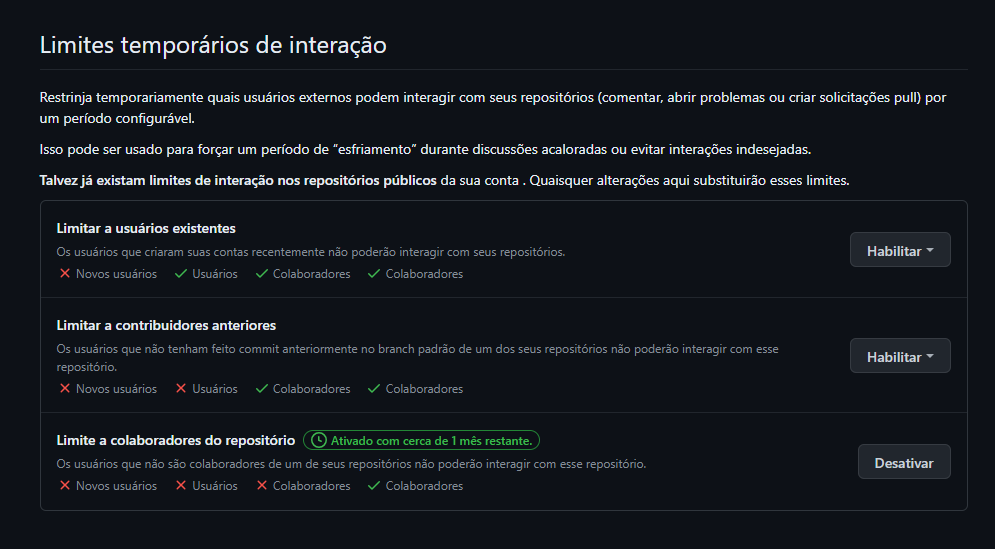 Limites temporários de interação
Restrinja temporariamente quais usuários externos podem interagir com seus repositórios (comentar, abrir problemas ou criar solicitações pull) por
um período configurável.
Isso pode ser usado para forçar um período de “esfriamento” durante discussões acaloradas ou evitar interações indesejadas.
Talvez já existam limites de interação nos repositórios públicos da sua conta . Quaisquer alterações aqui substituirão esses limites.
Limitar a usuários existentes
Os usuários que criaram suas contas recentemente não poderão interagir com seus repositórios.
Novos usuários Usuários Colaboradores Colaboradores
Habilitar
Limitar a contribuidores anteriores
Os usuários que não tenham feito commit anteriormente no branch padrão de um dos seus repositórios não poderão interagir com esse
repositório.
Novos usuários Usuários Colaboradores Colaboradores
Habilitar
Limite a colaboradores do repositório Ativado com cerca de 1 mês restante.
Os usuários que não são colaboradores de um de seus repositórios não poderão interagir com esse repositório.
Novos usuários Usuários Colaboradores Colaboradores
Desativar